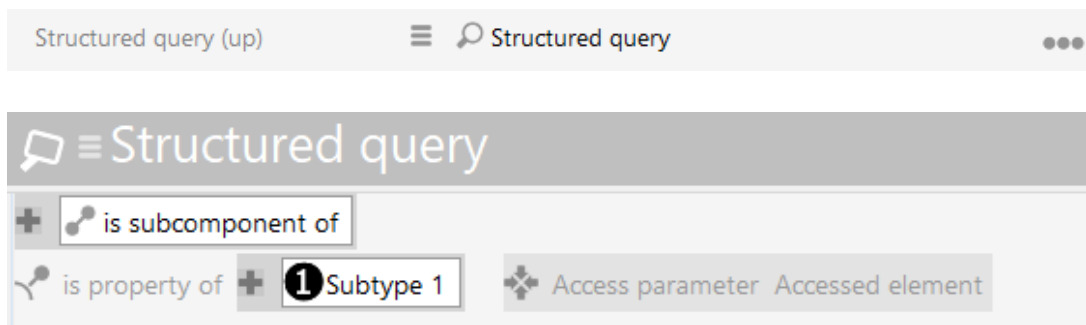 Structured query (up) Structured query
Structured query
is subcomponent of
is property of 1 Subtype 1 Access parameter Accessed element